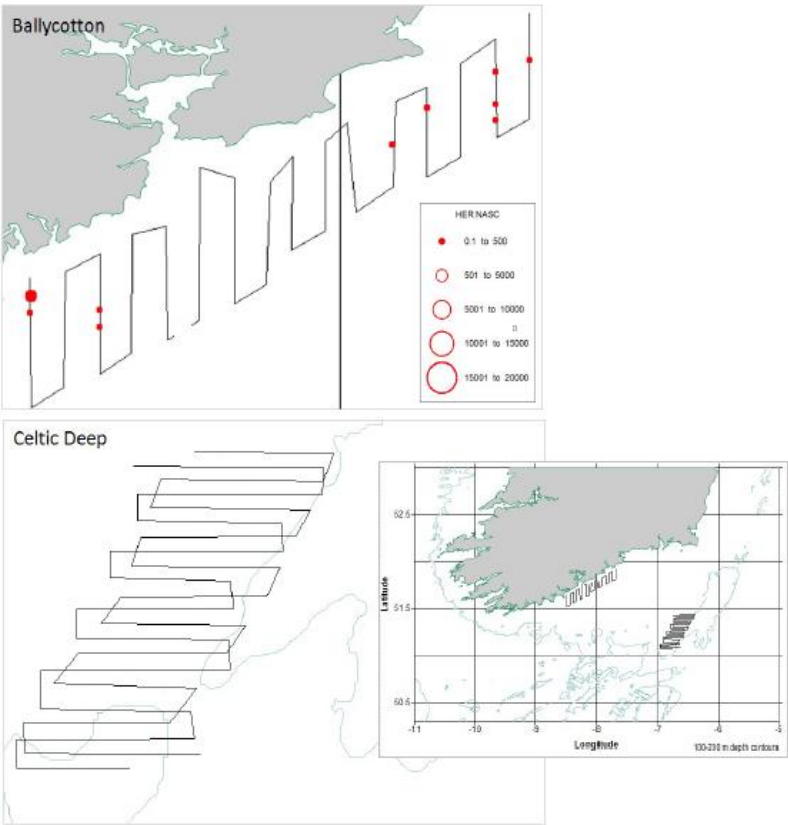 Ballycotton
HER NASC
0.1 to 500
501 to 5000
5001 to 10000
10001 to 15000
15001 to 20000
Celtic Deep
52.5
51.5
50.5
Latitude
-11
-10
-9
-8
-7
-6
-5
Longitude
100-200 m depth contours